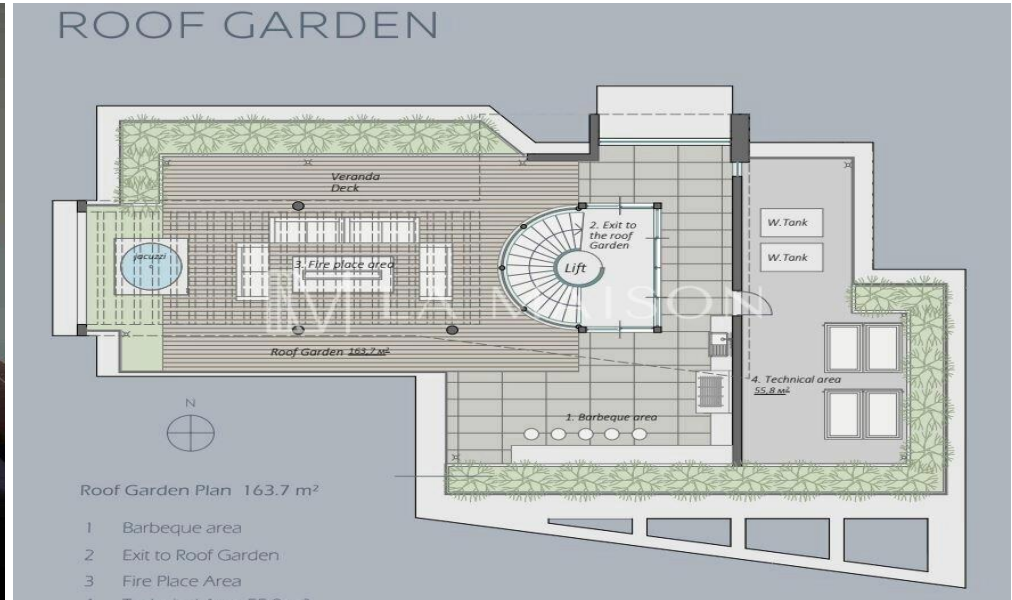 ROOF GARDEN
Veranda
Deck
2. Exit to
the roof
Garden
W.Tank
W.Tank
jacuzzi
3. Fire place area
Lift
LA MAISON
Roof Garden 163,7 м²
4. Technical area
55,8 м²
1. Barbeque area
N
Roof Garden Plan 163.7 m²
1 Barbeque area
2 Exit to Roof Garden
3 Fire Place Area